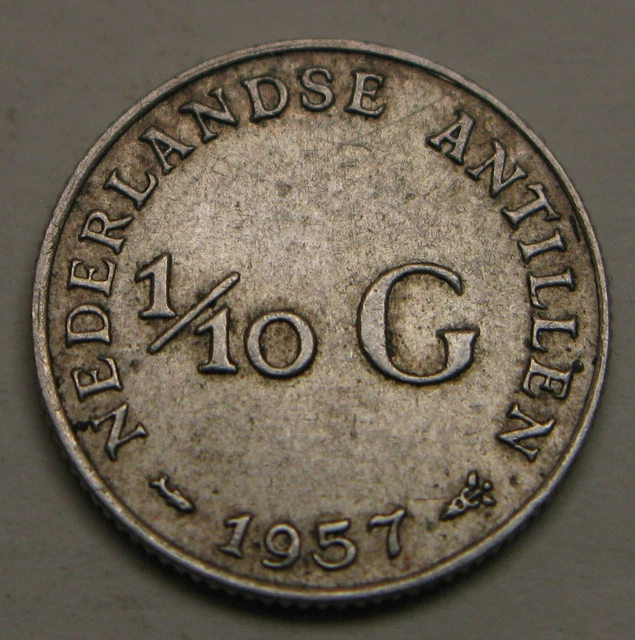 NEDERLANDSE ANTILLEN
1/10 G
1957